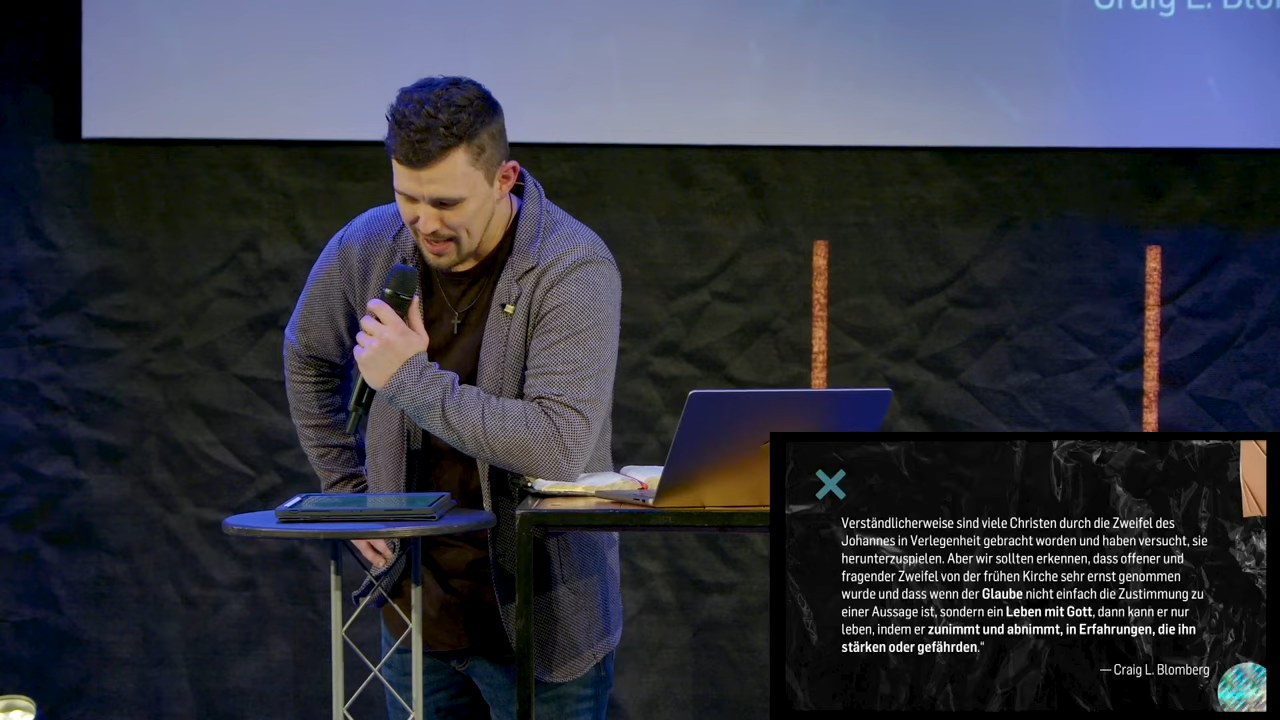 Craig L.
Verständlicherweise sind viele Christen durch die Zweifel des
Johannes in Verlegenheit gebracht worden und haben versucht, sie
herunterzuspielen. Aber wir sollten erkennen, dass offener und
fragender Zweifel von der frühen Kirche sehr ernst genommen
wurde und dass wenn der Glaube nicht einfach die Zustimmung zu
einer Aussage ist, sondern ein Leben mit Gott, dann kann er nur
leben, indem er zunimmt und abnimmt, in Erfahrungen, die ihn
stärken oder gefährden."
— Craig L. Blomberg